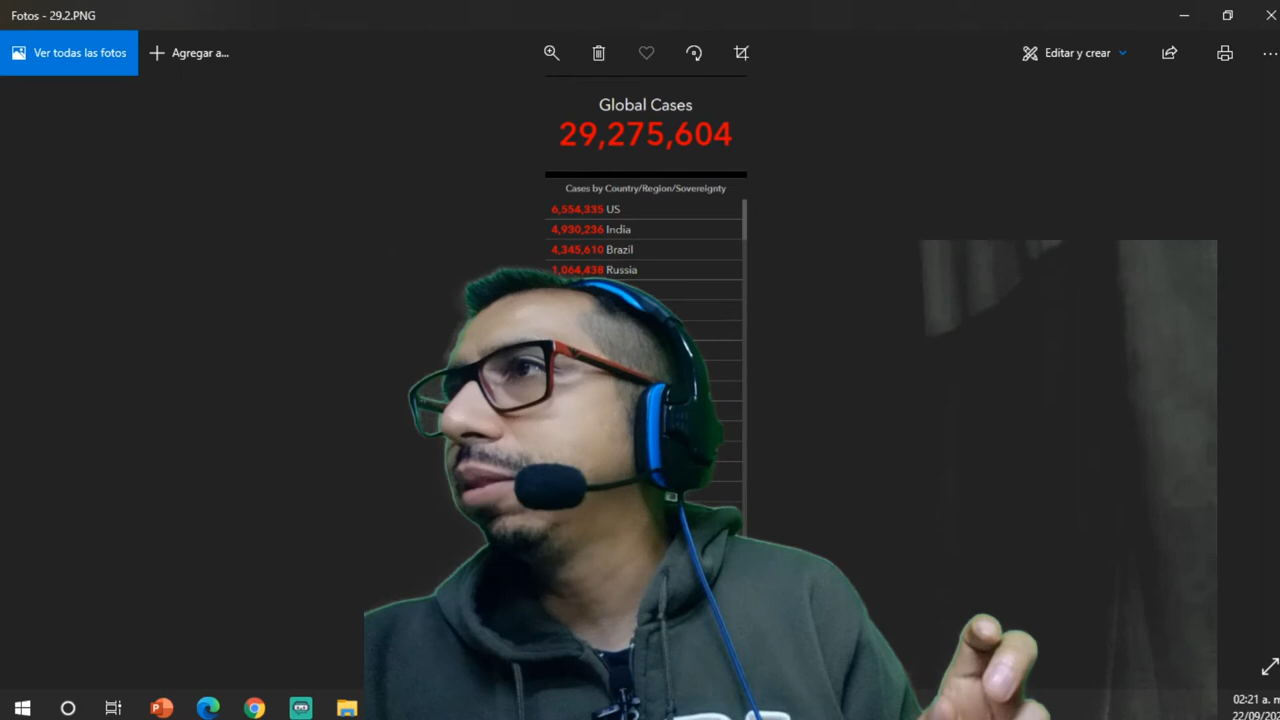 Fotos - 29.2.PNG
Ver todas las fotos
Agregar a...
Editar y crear
Global Cases
29,275,604
Cases by Country/Region/Sovereignty
6,554,335 US
4,930,236 India
4,345,610 Brazil
1,064,438 Russia
02:21 a. m
22/09/202